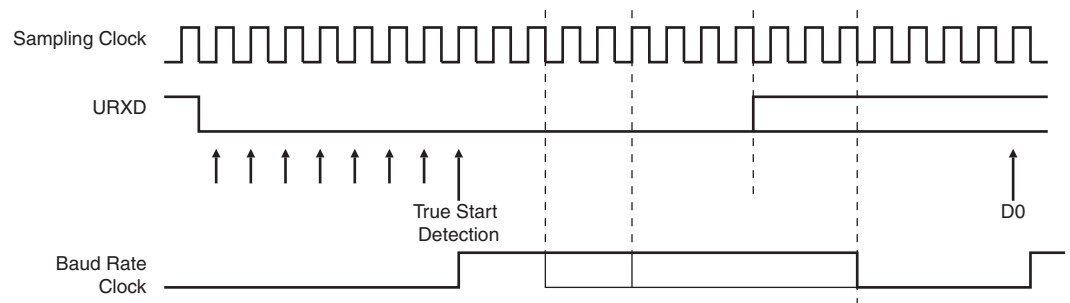 Sampling Clock
URXD
True Start
Detection
D0
Baud Rate
Clock